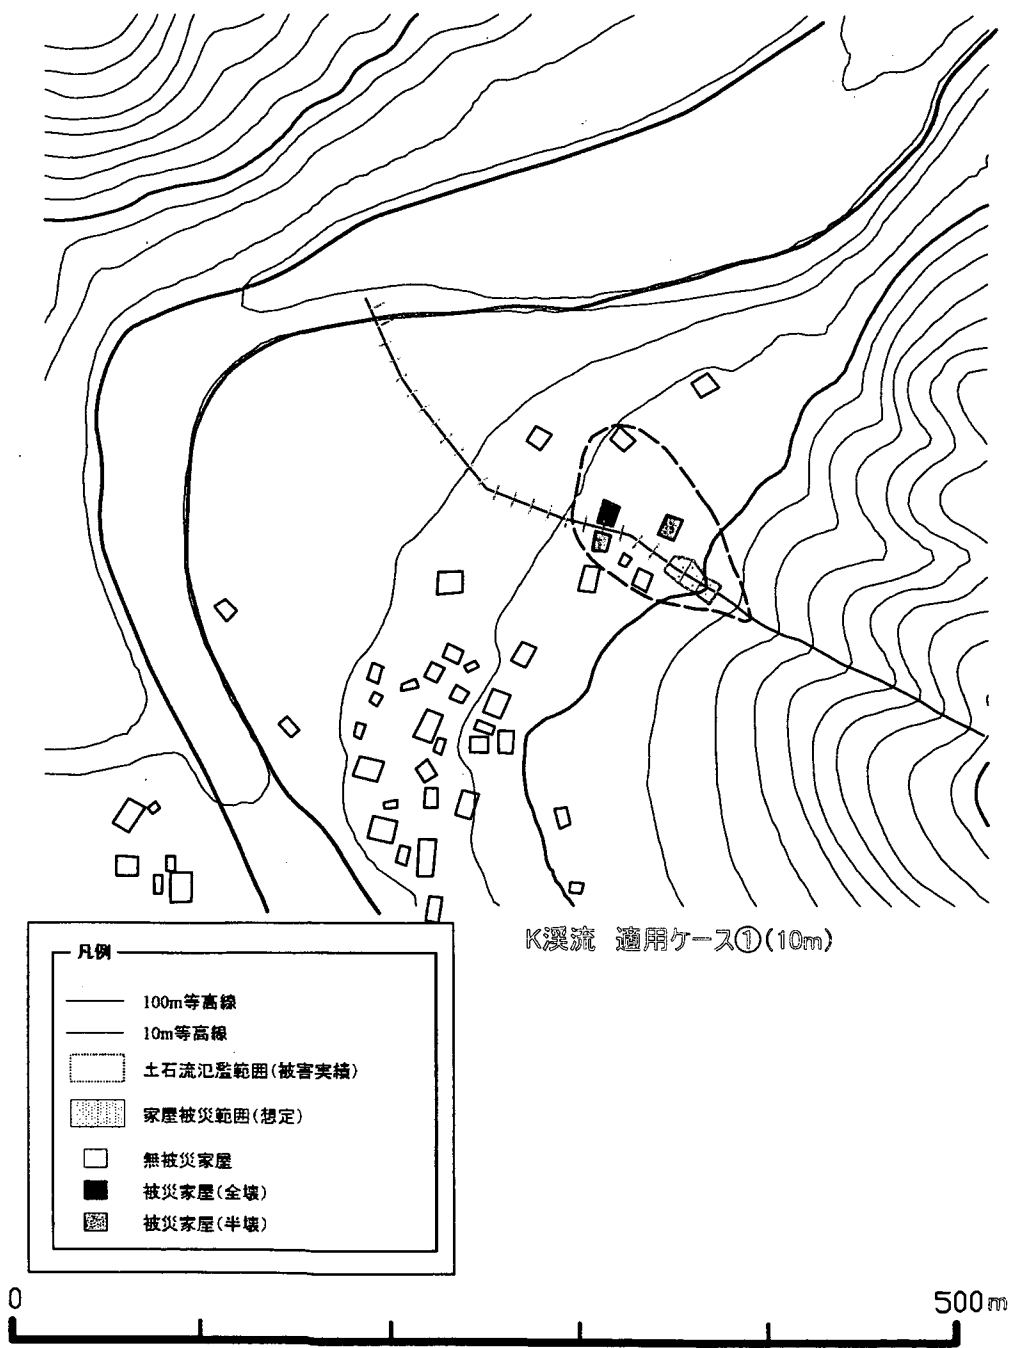 K渓流 適用ケース①(10m)
凡例
100m等高線
10m等高線
土石流氾濫範囲(被害実績)
家屋被災範囲(想定)
無被災家屋
被災家屋(全壊)
被災家屋(半壊)
0
500m